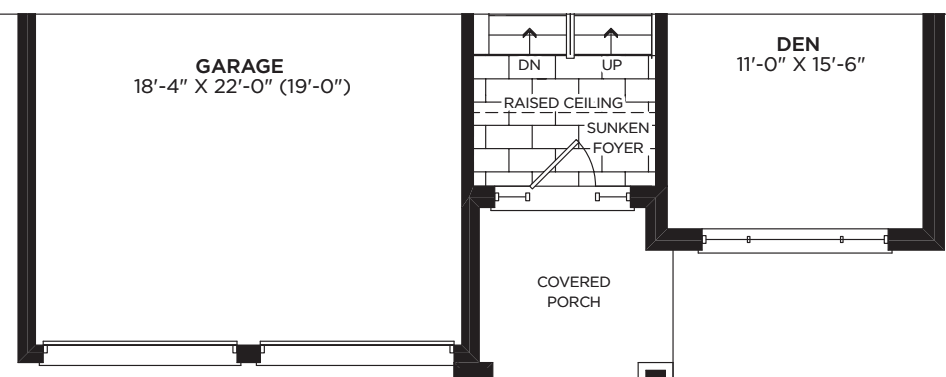 GARAGE
18'-4" X 22'-0" (19'-0")
DN
UP
RAISED CEILING
SUNKEN
FOYER
DEN
11'-0" X 15'-6"
COVERED
PORCH